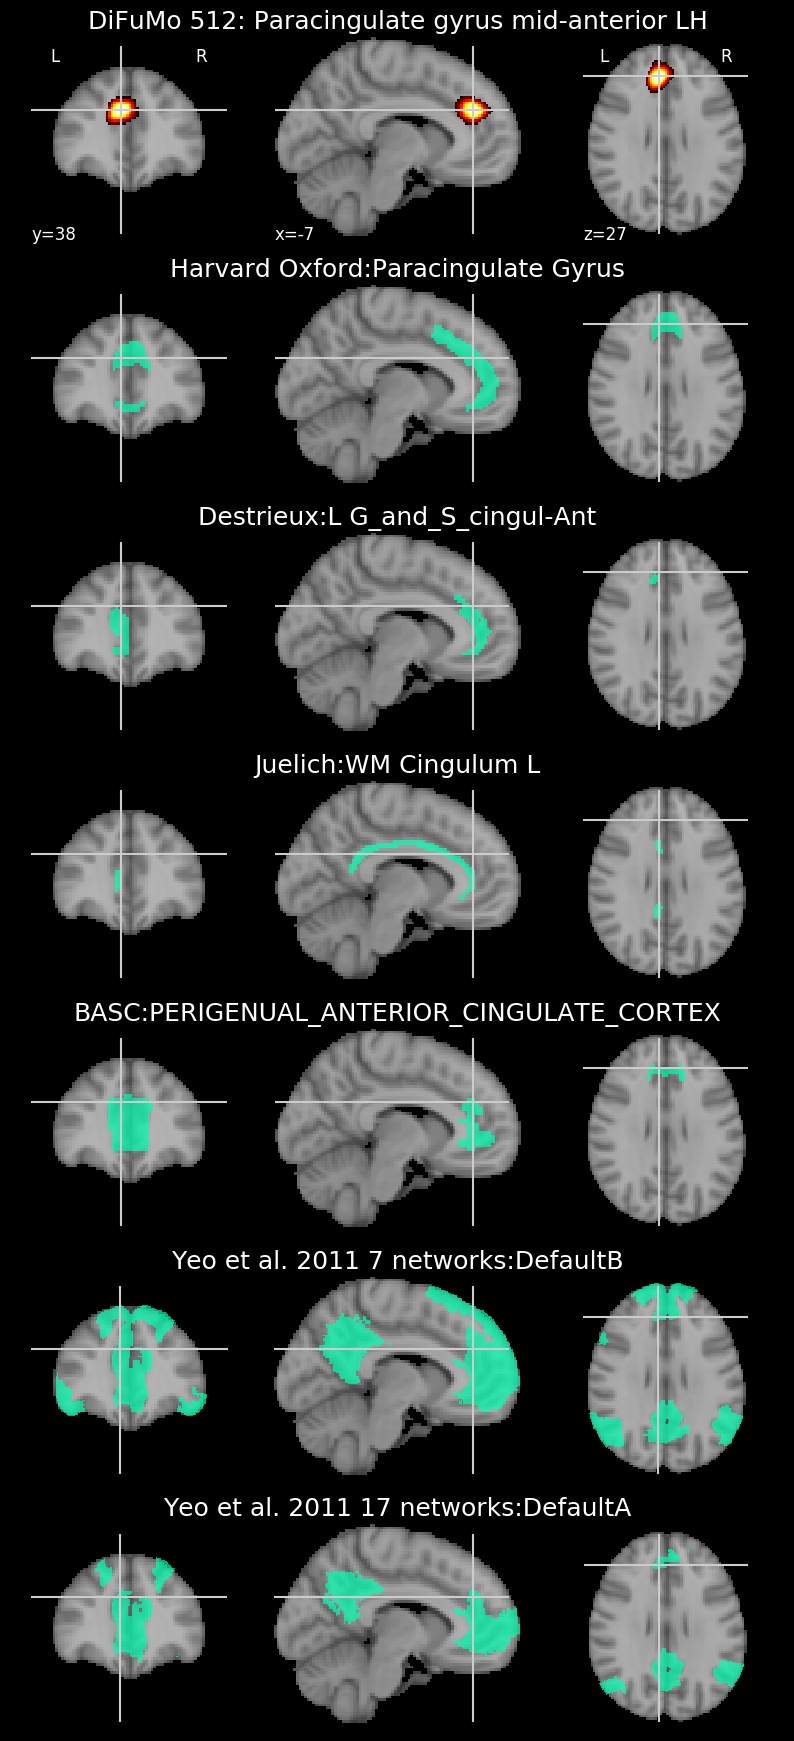 DiFuMo 512: Paracingulate gyrus mid-anterior LH
L R L R
y=38 x=-7 z=27
Harvard Oxford:Paracingulate Gyrus
Destrieux:L G_and_S_cingul-Ant
Juelich:WM Cingulum L
BASC:PERIGENUAL_ANTERIOR_CINGULATE_CORTEX
Yeo et al. 2011 7 networks:DefaultB
Yeo et al. 2011 17 networks:DefaultA